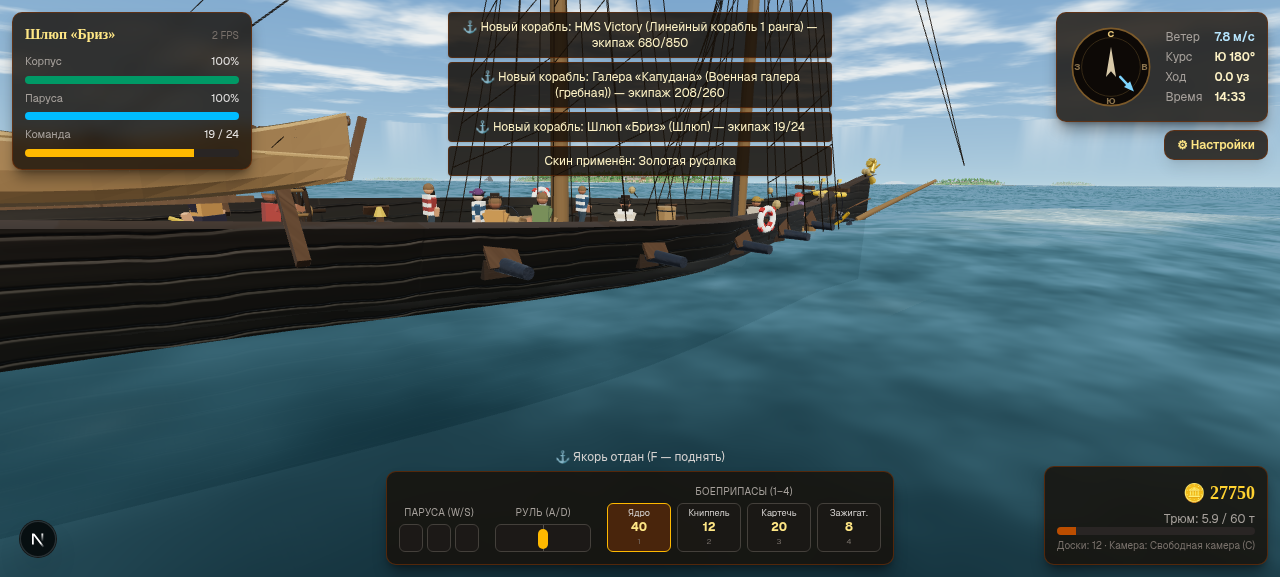 Шлюп «Бриз»
2 FPS
Корпус
100%
Паруса
100%
Команда
19 / 24
⚓ Новый корабль: HMS Victory (Линейный корабль 1 ранга) —
экипаж 680/850
⚓ Новый корабль: Галера «Капудана» (Военная галера
(гребная)) — экипаж 208/260
⚓ Новый корабль: Шлюп «Бриз» (Шлюп) — экипаж 19/24
Скин применён: Золотая русалка
С
З
В
Ю
Ветер 7.8 м/с
Курс Ю 180°
Ход 0.0 уз
Время 14:33
⚙ Настройки
⚓ Якорь отдан (F — поднять)
ПАРУСА (W/S)
РУЛЬ (A/D)
БОЕПРИПАСЫ (1–4)
Ядро
40
1
Книппель
12
2
Картечь
20
3
Зажигат.
8
4
🪙 27750
Трюм: 5.9 / 60 т
Доски: 12 · Камера: Свободная камера (C)
N